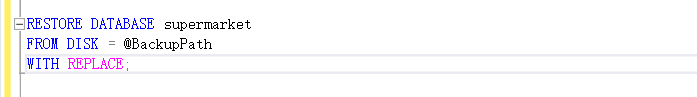 RESTORE DATABASE supermarket
FROM DISK = @BackupPath
WITH REPLACE;